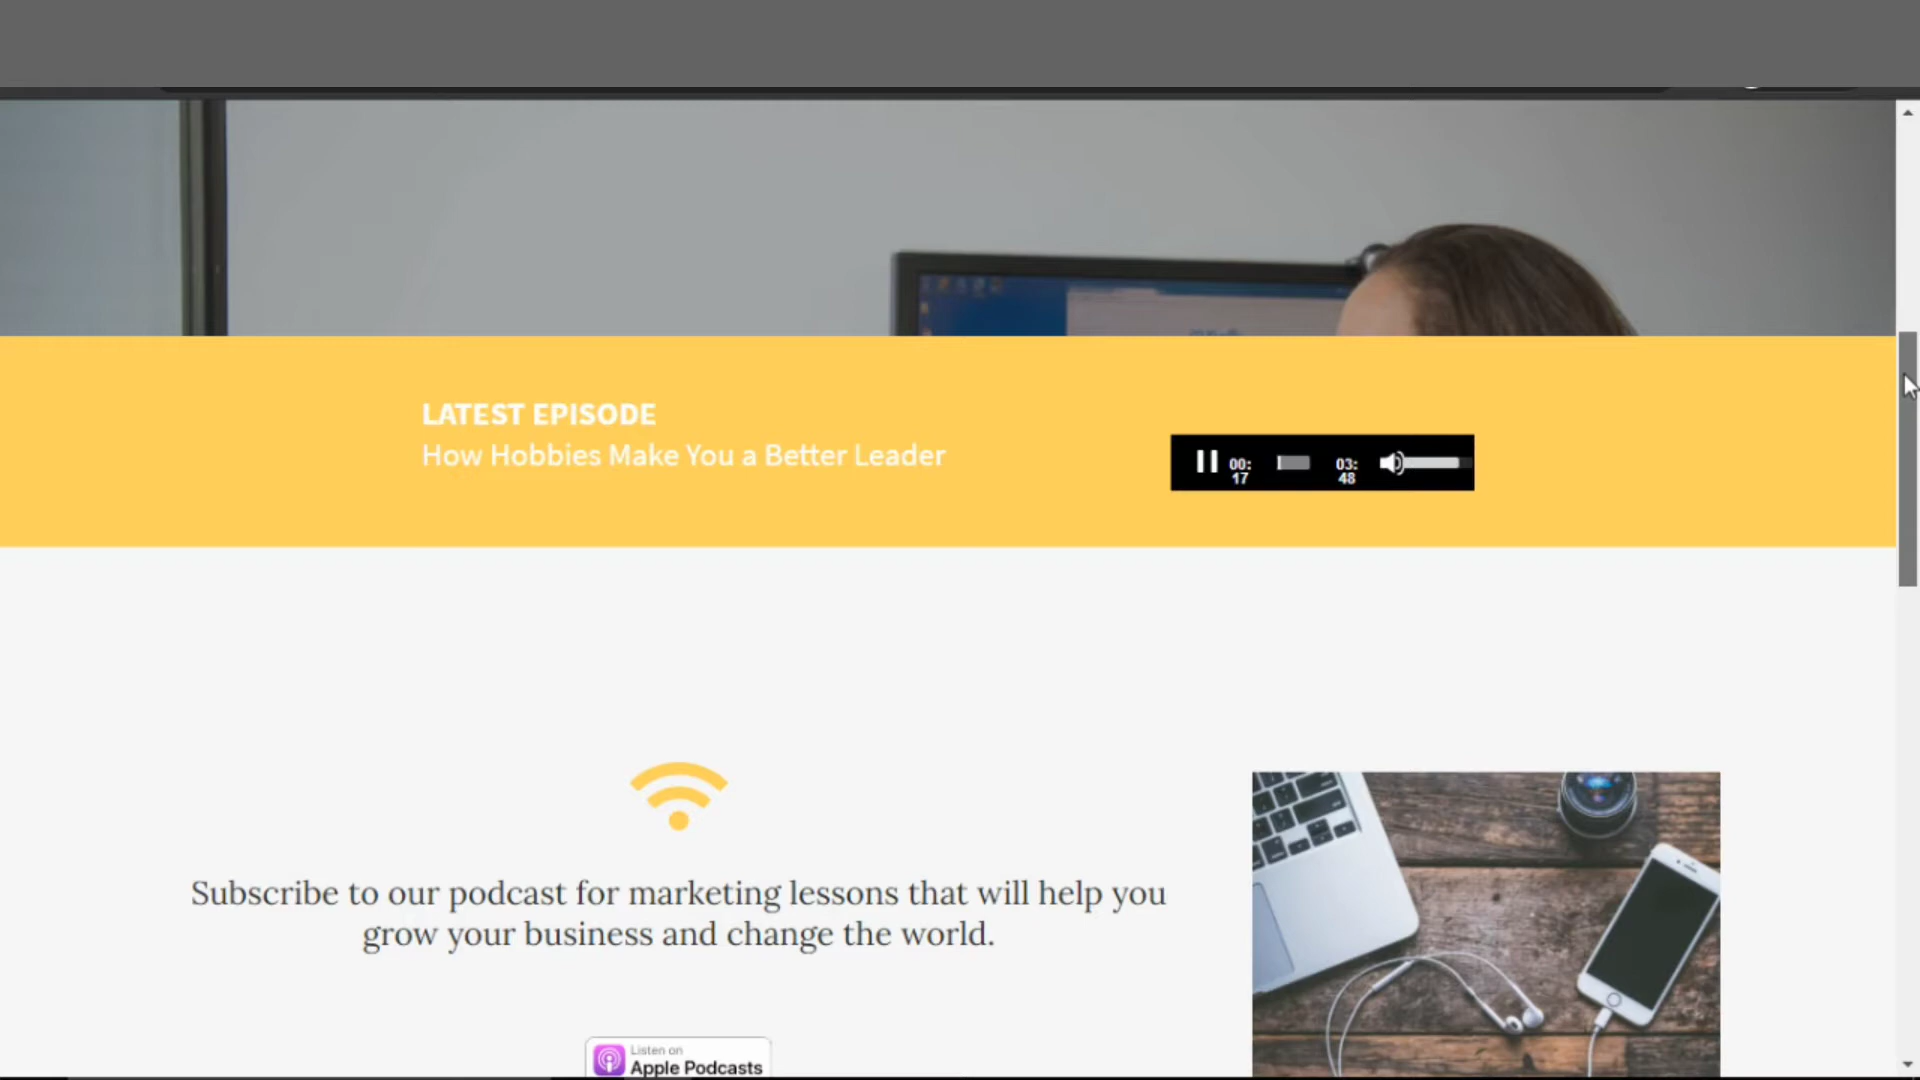 LATEST EPISODE
How Hobbies Make You a Better Leader
00:
17
03:
48
Subscribe to our podcast for marketing lessons that will help you
grow your business and change the world.
Listen on
Apple Podcasts